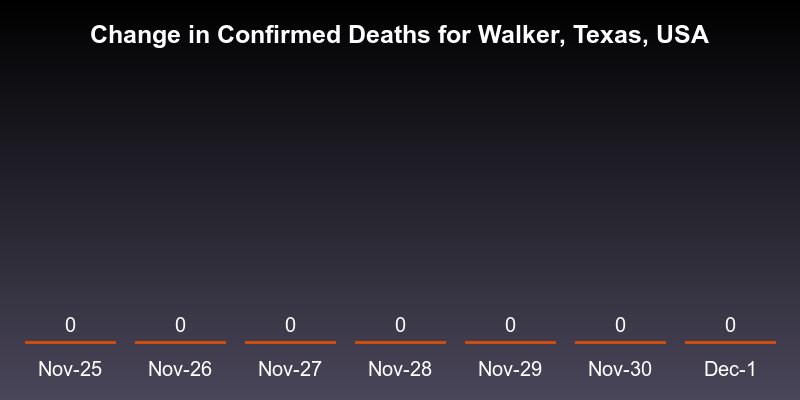 Change in Confirmed Deaths for Walker, Texas, USA
0 0 0 0 0 0 0
Nov-25 Nov-26 Nov-27 Nov-28 Nov-29 Nov-30 Dec-1